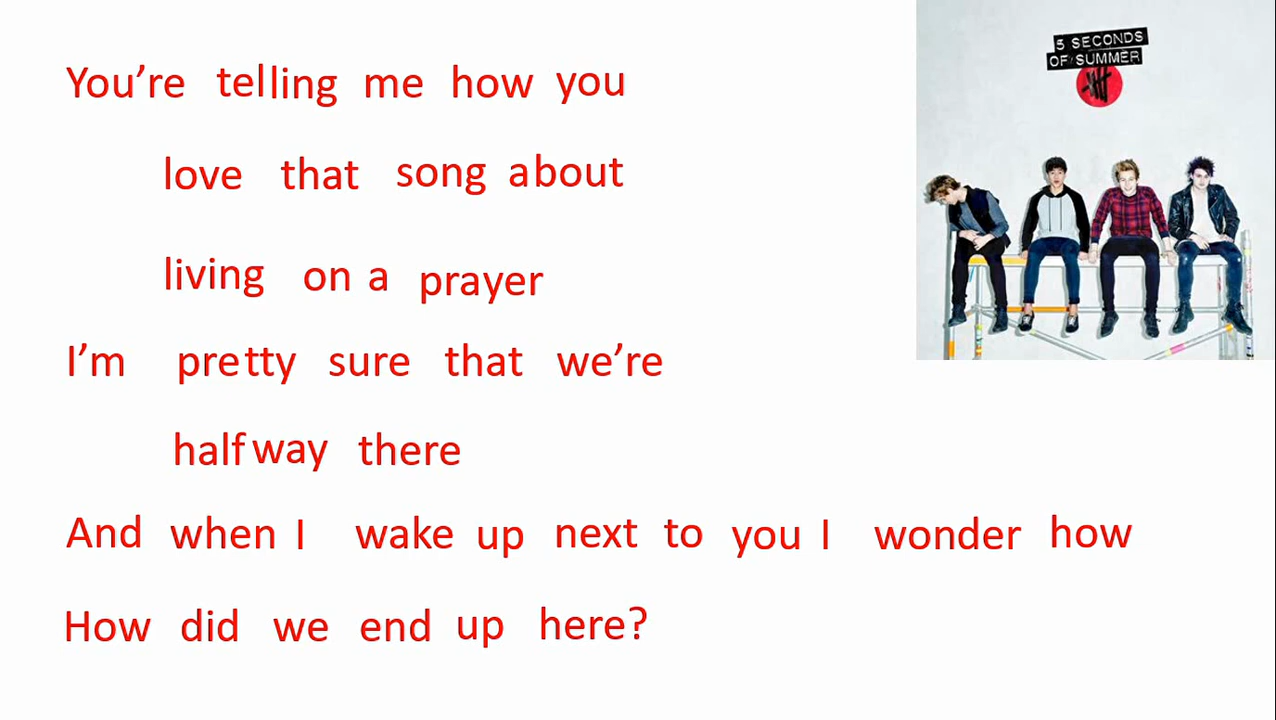 You're telling me how you
love that song about
living on a prayer
I'm pretty sure that we're
halfway there
And when I wake up next to you I wonder how
How did we end up here?
5 SECONDS
OF SUMMER